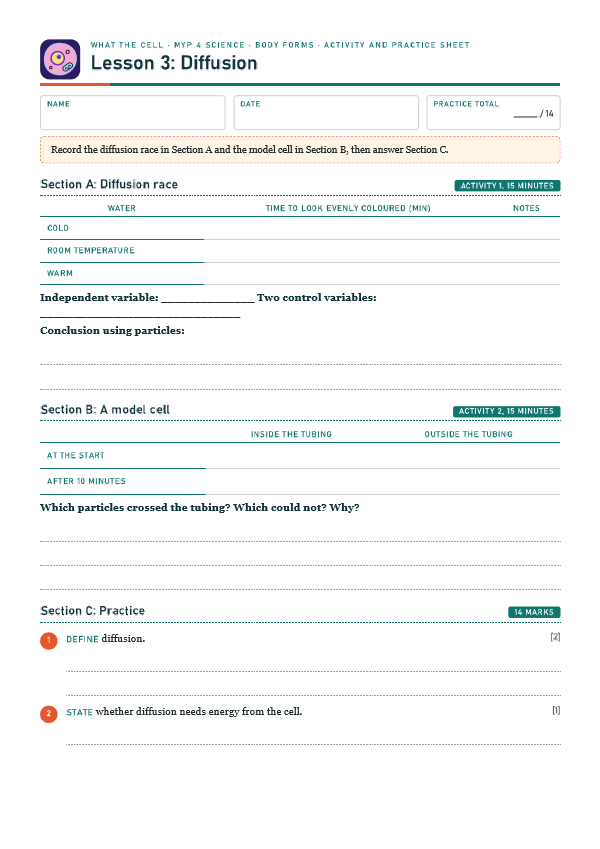 WHAT THE CELL · MYP 4 SCIENCE · BODY FORMS · ACTIVITY AND PRACTICE SHEET
Lesson 3: Diffusion
NAME
DATE
PRACTICE TOTAL
_____ / 14
Record the diffusion race in Section A and the model cell in Section B, then answer Section C.
Section A: Diffusion race
ACTIVITY 1, 15 MINUTES
WATER TIME TO LOOK EVENLY COLOURED (MIN) NOTES
COLD
ROOM TEMPERATURE
WARM
Independent variable: ______________ Two control variables:
______________________________
Conclusion using particles:
Section B: A model cell
ACTIVITY 2, 15 MINUTES
INSIDE THE TUBING OUTSIDE THE TUBING
AT THE START
AFTER 10 MINUTES
Which particles crossed the tubing? Which could not? Why?
Section C: Practice
14 MARKS
1 DEFINE diffusion. [2]
2 STATE whether diffusion needs energy from the cell. [1]